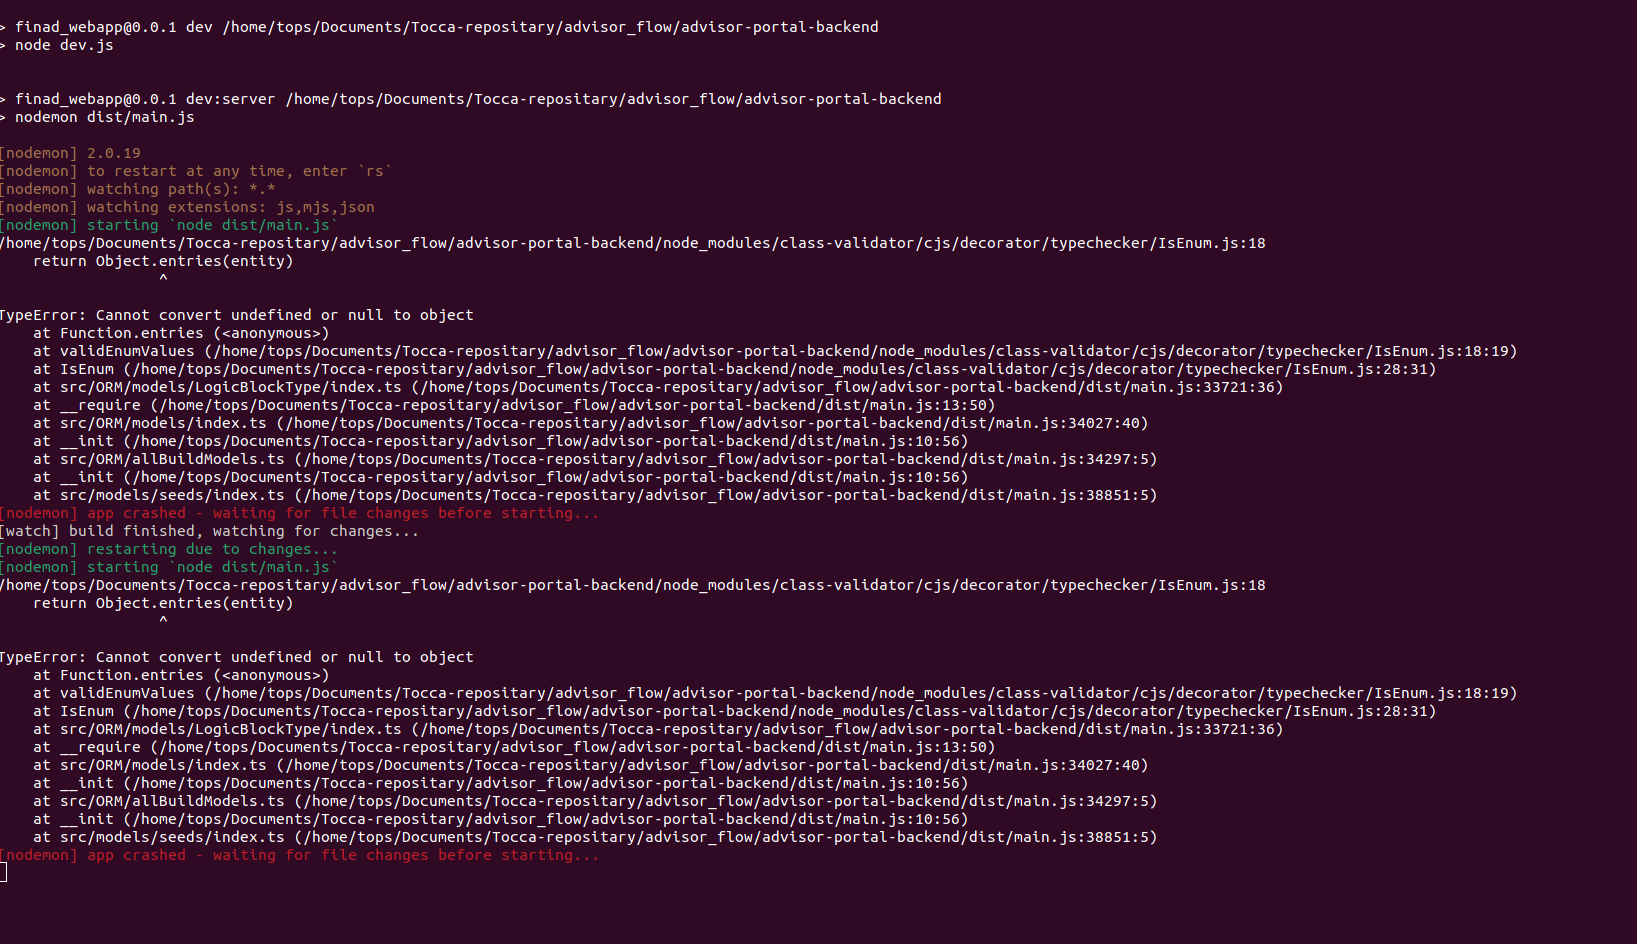 > finad_webapp@0.0.1 dev /home/tops/Documents/Tocca-repositary/advisor_flow/advisor-portal-backend
> node dev.js
> finad_webapp@0.0.1 dev:server /home/tops/Documents/Tocca-repositary/advisor_flow/advisor-portal-backend
> nodemon dist/main.js
[nodemon] 2.0.19
[nodemon] to restart at any time, enter `rs`
[nodemon] watching path(s): *.*
[nodemon] watching extensions: js,mjs,json
[nodemon] starting `node dist/main.js`
/home/tops/Documents/Tocca-repositary/advisor_flow/advisor-portal-backend/node_modules/class-validator/cjs/decorator/typechecker/IsEnum.js:18
    return Object.entries(entity)
                  ^
TypeError: Cannot convert undefined or null to object
    at Function.entries (<anonymous>)
    at validEnumValues (/home/tops/Documents/Tocca-repositary/advisor_flow/advisor-portal-backend/node_modules/class-validator/cjs/decorator/typechecker/IsEnum.js:18:19)
    at IsEnum (/home/tops/Documents/Tocca-repositary/advisor_flow/advisor-portal-backend/node_modules/class-validator/cjs/decorator/typechecker/IsEnum.js:28:31)
    at src/ORM/models/LogicBlockType/index.ts (/home/tops/Documents/Tocca-repositary/advisor_flow/advisor-portal-backend/dist/main.js:33721:36)
    at __require (/home/tops/Documents/Tocca-repositary/advisor_flow/advisor-portal-backend/dist/main.js:13:50)
    at src/ORM/models/index.ts (/home/tops/Documents/Tocca-repositary/advisor_flow/advisor-portal-backend/dist/main.js:34027:40)
    at __init (/home/tops/Documents/Tocca-repositary/advisor_flow/advisor-portal-backend/dist/main.js:10:56)
    at src/ORM/allBuildModels.ts (/home/tops/Documents/Tocca-repositary/advisor_flow/advisor-portal-backend/dist/main.js:34297:5)
    at __init (/home/tops/Documents/Tocca-repositary/advisor_flow/advisor-portal-backend/dist/main.js:10:56)
    at src/models/seeds/index.ts (/home/tops/Documents/Tocca-repositary/advisor_flow/advisor-portal-backend/dist/main.js:38851:5)
[nodemon] app crashed - waiting for file changes before starting...
[watch] build finished, watching for changes...
[nodemon] restarting due to changes...
[nodemon] starting `node dist/main.js`
/home/tops/Documents/Tocca-repositary/advisor_flow/advisor-portal-backend/node_modules/class-validator/cjs/decorator/typechecker/IsEnum.js:18
    return Object.entries(entity)
                  ^
TypeError: Cannot convert undefined or null to object
    at Function.entries (<anonymous>)
    at validEnumValues (/home/tops/Documents/Tocca-repositary/advisor_flow/advisor-portal-backend/node_modules/class-validator/cjs/decorator/typechecker/IsEnum.js:18:19)
    at IsEnum (/home/tops/Documents/Tocca-repositary/advisor_flow/advisor-portal-backend/node_modules/class-validator/cjs/decorator/typechecker/IsEnum.js:28:31)
    at src/ORM/models/LogicBlockType/index.ts (/home/tops/Documents/Tocca-repositary/advisor_flow/advisor-portal-backend/dist/main.js:33721:36)
    at __require (/home/tops/Documents/Tocca-repositary/advisor_flow/advisor-portal-backend/dist/main.js:13:50)
    at src/ORM/models/index.ts (/home/tops/Documents/Tocca-repositary/advisor_flow/advisor-portal-backend/dist/main.js:34027:40)
    at __init (/home/tops/Documents/Tocca-repositary/advisor_flow/advisor-portal-backend/dist/main.js:10:56)
    at src/ORM/allBuildModels.ts (/home/tops/Documents/Tocca-repositary/advisor_flow/advisor-portal-backend/dist/main.js:34297:5)
    at __init (/home/tops/Documents/Tocca-repositary/advisor_flow/advisor-portal-backend/dist/main.js:10:56)
    at src/models/seeds/index.ts (/home/tops/Documents/Tocca-repositary/advisor_flow/advisor-portal-backend/dist/main.js:38851:5)
[nodemon] app crashed - waiting for file changes before starting...